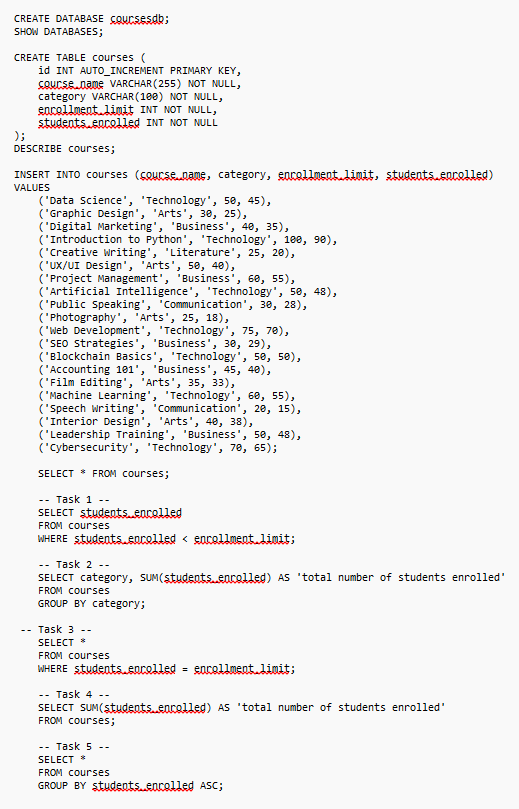 CREATE DATABASE coursesdb;
SHOW DATABASES;
CREATE TABLE courses (
id INT AUTO_INCREMENT PRIMARY KEY,
course_name VARCHAR(255) NOT NULL,
category VARCHAR(100) NOT NULL,
enrollment_limit INT NOT NULL,
students_enrolled INT NOT NULL
);
DESCRIBE courses;
INSERT INTO courses (course_name, category, enrollment_limit, students_enrolled)
VALUES
('Data Science', 'Technology', 50, 45),
('Graphic Design', 'Arts', 30, 25),
('Digital Marketing', 'Business', 40, 35),
('Introduction to Python', 'Technology', 100, 90),
('Creative Writing', 'Literature', 25, 20),
('UX/UI Design', 'Arts', 50, 40),
('Project Management', 'Business', 60, 55),
('Artificial Intelligence', 'Technology', 50, 48),
('Public Speaking', 'Communication', 30, 28),
('Photography', 'Arts', 25, 18),
('Web Development', 'Technology', 75, 70),
('SEO Strategies', 'Business', 30, 29),
('Blockchain Basics', 'Technology', 50, 50),
('Accounting 101', 'Business', 45, 40),
('Film Editing', 'Arts', 35, 33),
('Machine Learning', 'Technology', 60, 55),
('Speech Writing', 'Communication', 20, 15),
('Interior Design', 'Arts', 40, 38),
('Leadership Training', 'Business', 50, 48),
('Cybersecurity', 'Technology', 70, 65);
SELECT * FROM courses;
-- Task 1 --
SELECT students_enrolled
FROM courses
WHERE students_enrolled < enrollment_limit;
-- Task 2 --
SELECT category, SUM(students_enrolled) AS 'total number of students enrolled'
FROM courses
GROUP BY category;
-- Task 3 --
SELECT *
FROM courses
WHERE students_enrolled = enrollment_limit;
-- Task 4 --
SELECT SUM(students_enrolled) AS 'total number of students enrolled'
FROM courses;
-- Task 5 --
SELECT *
FROM courses
GROUP BY students_enrolled ASC;